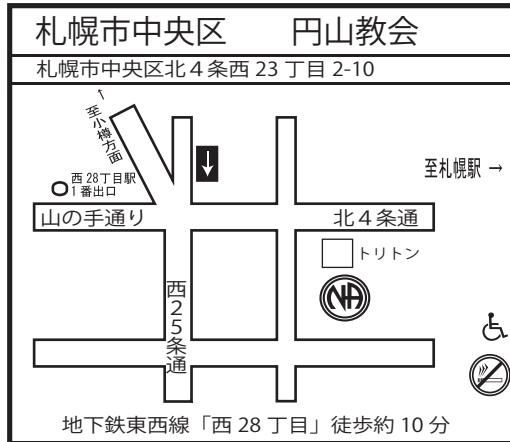 札幌市中央区　　円山教会
札幌市中央区北４条西 23 丁目 2-10
↑
至小樽方面
西 28丁目駅
1 番出口
至札幌駅 →
山の手通り
北４条通
↓
トリトン
NA
西25条通
地下鉄東西線「西 28 丁目」徒歩約 10 分